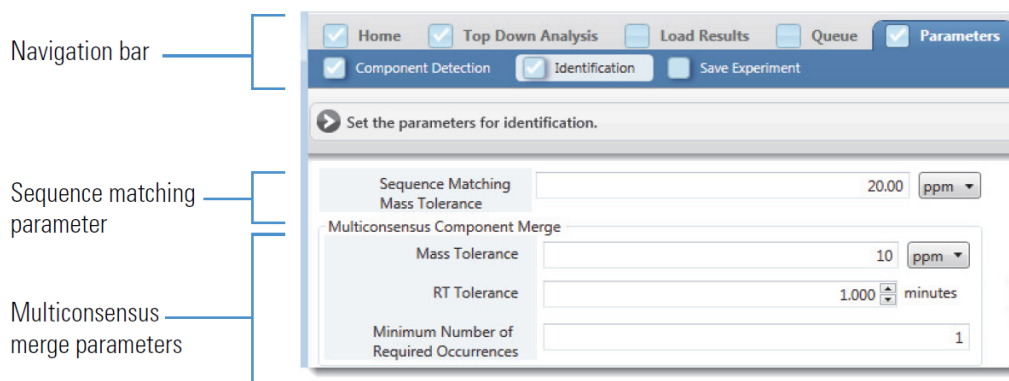 Navigation bar
Home Top Down Analysis Load Results Queue Parameters
Component Detection Identification Save Experiment
Set the parameters for identification.
Sequence matching
parameter
Sequence Matching
Mass Tolerance
20.00 ppm
Multiconsensus Component Merge
Mass Tolerance 10 ppm
RT Tolerance 1.000 minutes
Multiconsensus
merge parameters
Minimum Number of
Required Occurrences
1